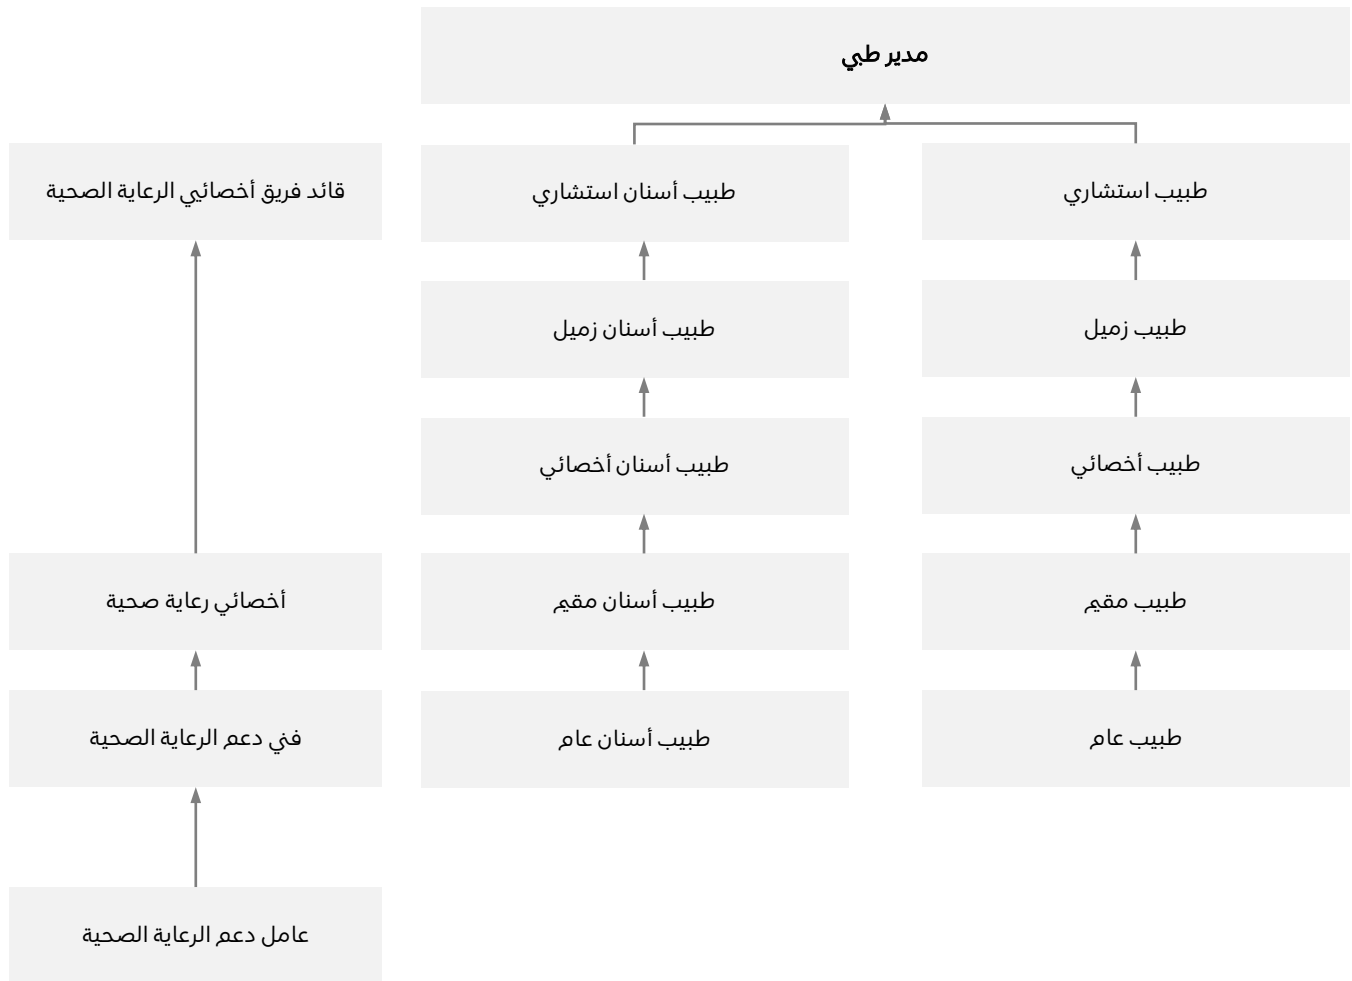 مدير طبي
طبيب استشاري
طبيب أسنان استشاري
قائد فريق أخصائيي الرعاية الصحية
طبيب زميل
طبيب أسنان زميل
طبيب أخصائي
طبيب أسنان أخصائي
طبيب مقيم
طبيب أسنان مقيم
أخصائي رعاية صحية
طبيب عام
طبيب أسنان عام
فني دعم الرعاية الصحية
عامل دعم الرعاية الصحية